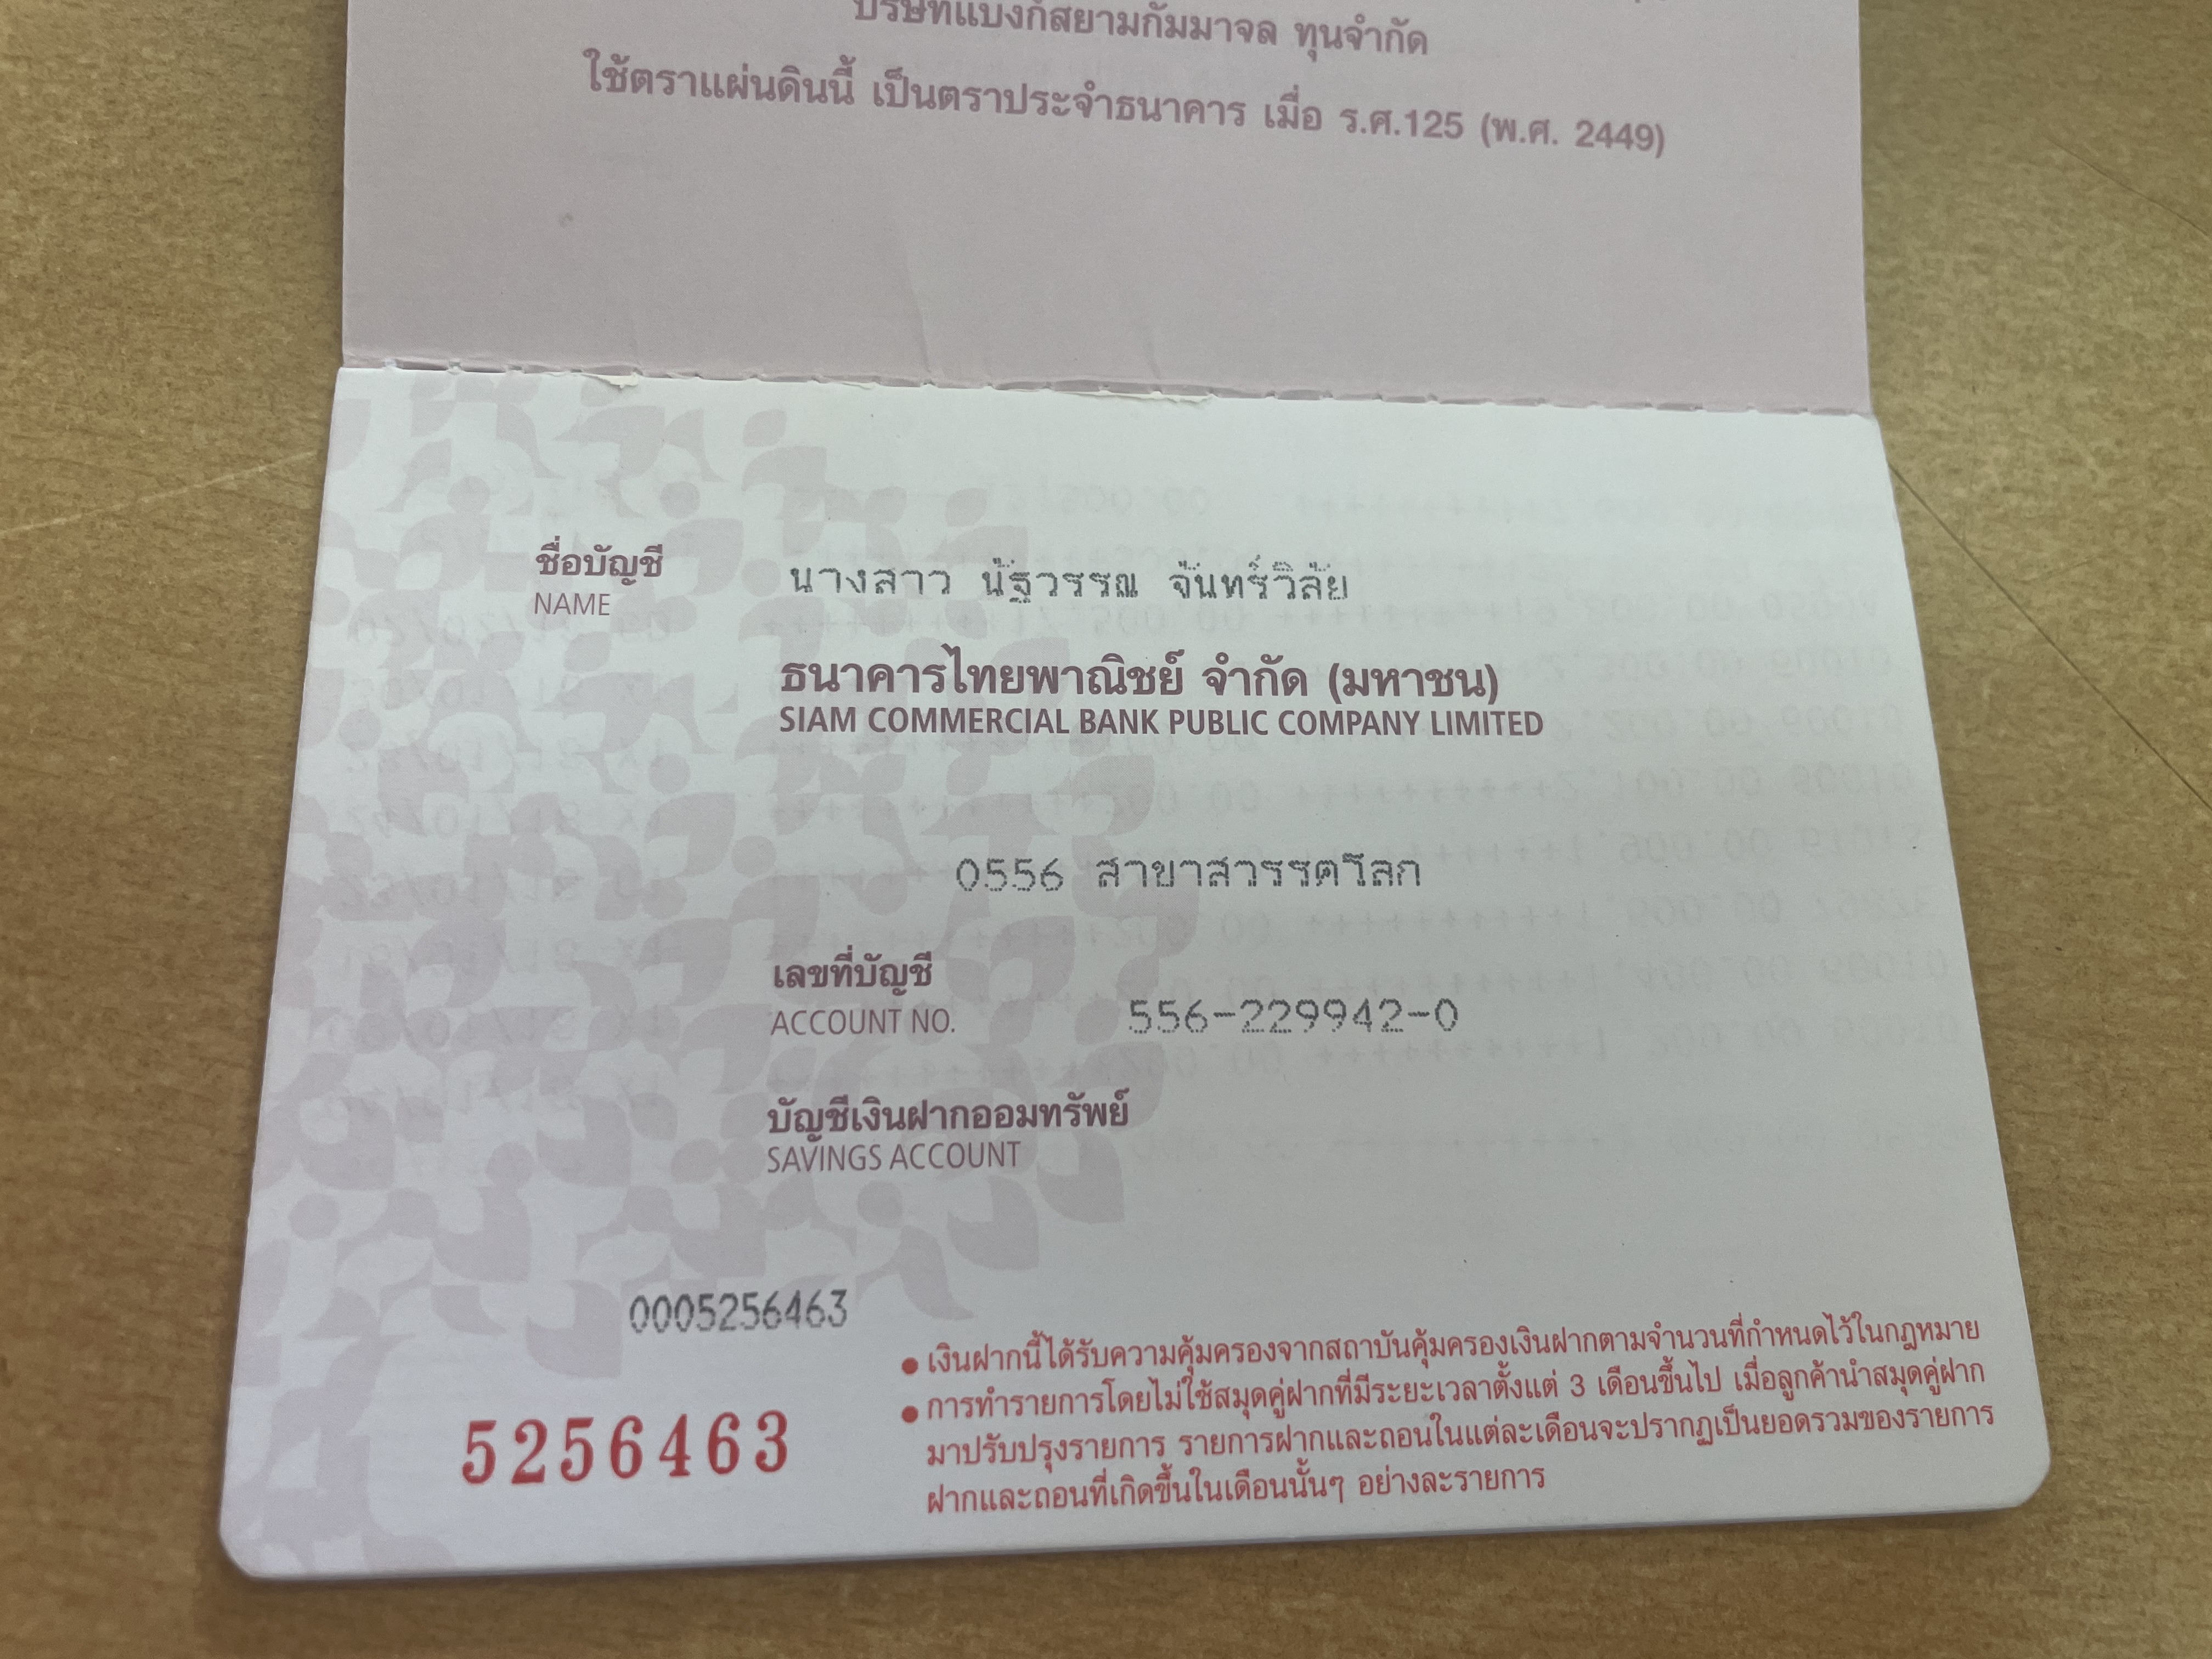 บริษัทแบงก์สยามกัมมาจล ทุนจำกัด
ใช้ตราแผ่นดินนี้ เป็นตราประจำธนาคาร เมื่อ ร.ศ.125 (พ.ศ. 2449)
ชื่อบัญชี นางสาว นัฐวรรณ จันทร์วิลัย
NAME
ธนาคารไทยพาณิชย์ จำกัด (มหาชน)
SIAM COMMERCIAL BANK PUBLIC COMPANY LIMITED
0556 สาขาสวรรคโลก
เลขที่บัญชี
ACCOUNT NO. 556-229942-0
บัญชีเงินฝากออมทรัพย์
SAVINGS ACCOUNT
0005256463
5256463
• เงินฝากนี้ได้รับความคุ้มครองจากสถาบันคุ้มครองเงินฝากตามจำนวนที่กำหนดไว้ในกฎหมาย
• การทำรายการโดยไม่ใช้สมุดคู่ฝากที่มีระยะเวลาตั้งแต่ 3 เดือนขึ้นไป เมื่อลูกค้านำสมุดคู่ฝาก
มาปรับปรุงรายการ รายการฝากและถอนในแต่ละเดือนจะปรากฏเป็นยอดรวมของรายการ
ฝากและถอนที่เกิดขึ้นในเดือนนั้นๆ อย่างละรายการ